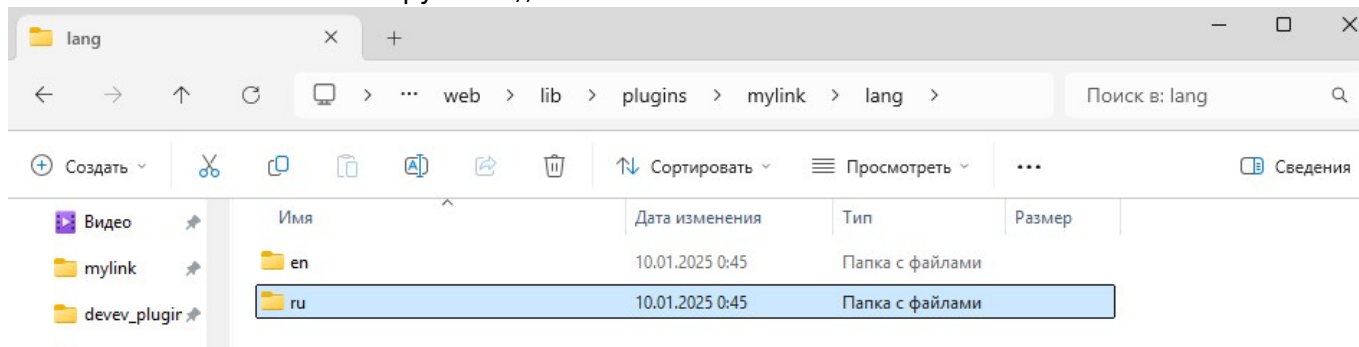 lang
··· web > lib > plugins > mylink > lang >
Поиск в: lang
Создать
Сортировать
Просмотреть
···
Сведения
Видео
mylink
devev_plugir
Имя Дата изменения Тип Размер
en 10.01.2025 0:45 Папка с файлами
ru 10.01.2025 0:45 Папка с файлами